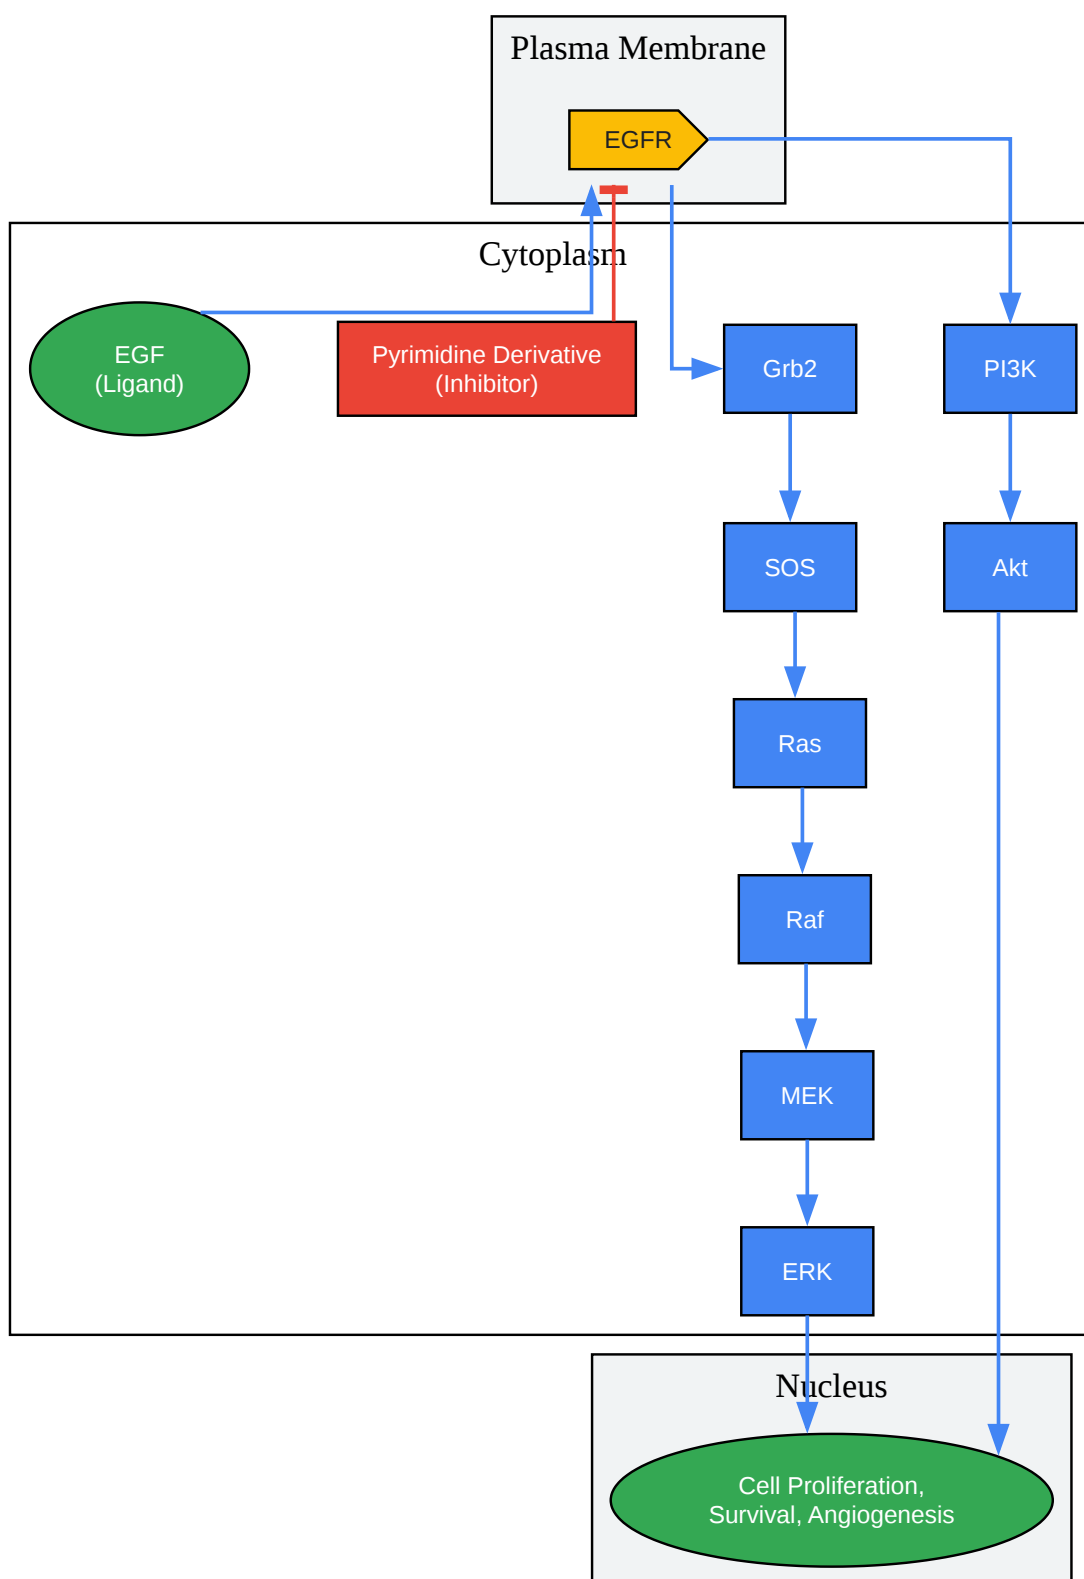 Plasma Membrane
EGFR
Cytoplasm
EGF
(Ligand)
Pyrimidine Derivative
(Inhibitor)
Grb2
PI3K
SOS
Akt
Ras
Raf
MEK
ERK
Nucleus
Cell Proliferation,
Survival, Angiogenesis